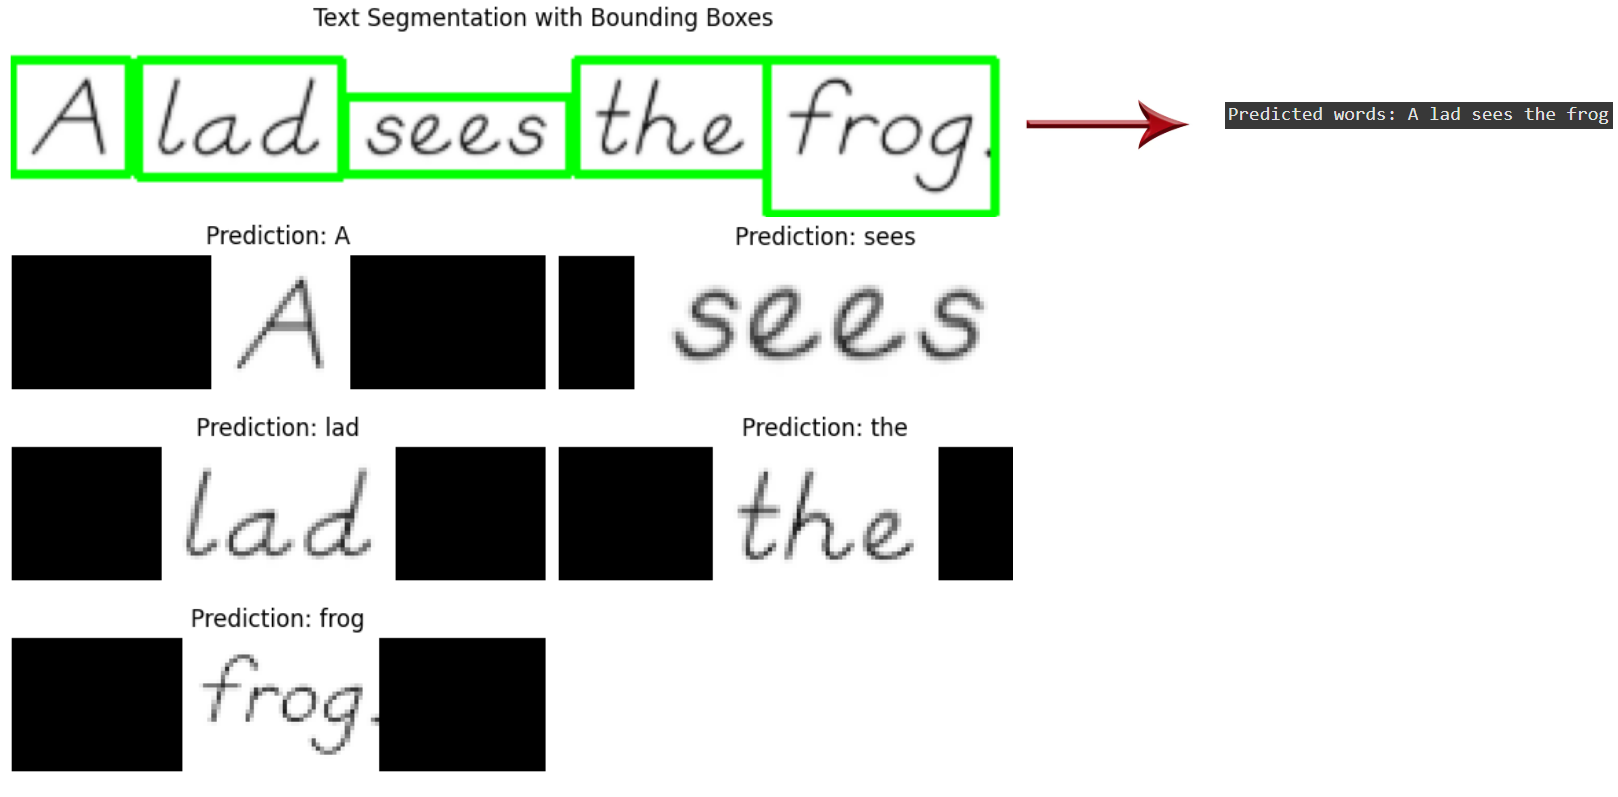 Text Segmentation with Bounding Boxes
A lad sees the frog.
Predicted words: A lad sees the frog
Prediction: A
A
Prediction: sees
sees
Prediction: lad
lad
Prediction: the
the
Prediction: frog
frog.